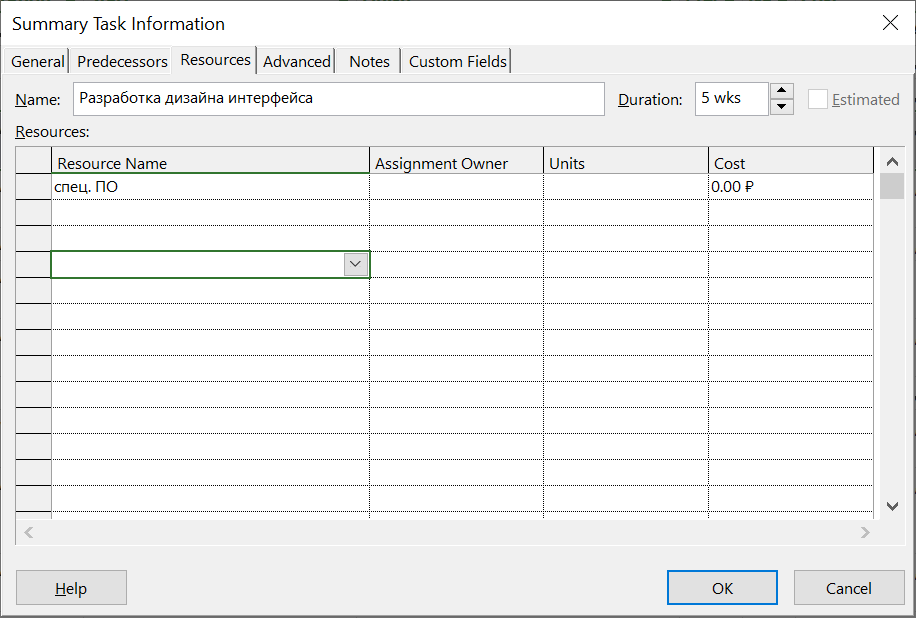 Summary Task Information
General Predecessors Resources Advanced Notes Custom Fields
Name: Разработка дизайна интерфейса Duration: 5 wks Estimated
Resources:
Resource Name Assignment Owner Units Cost
спец. ПО 0.00 ₽
Help OK Cancel